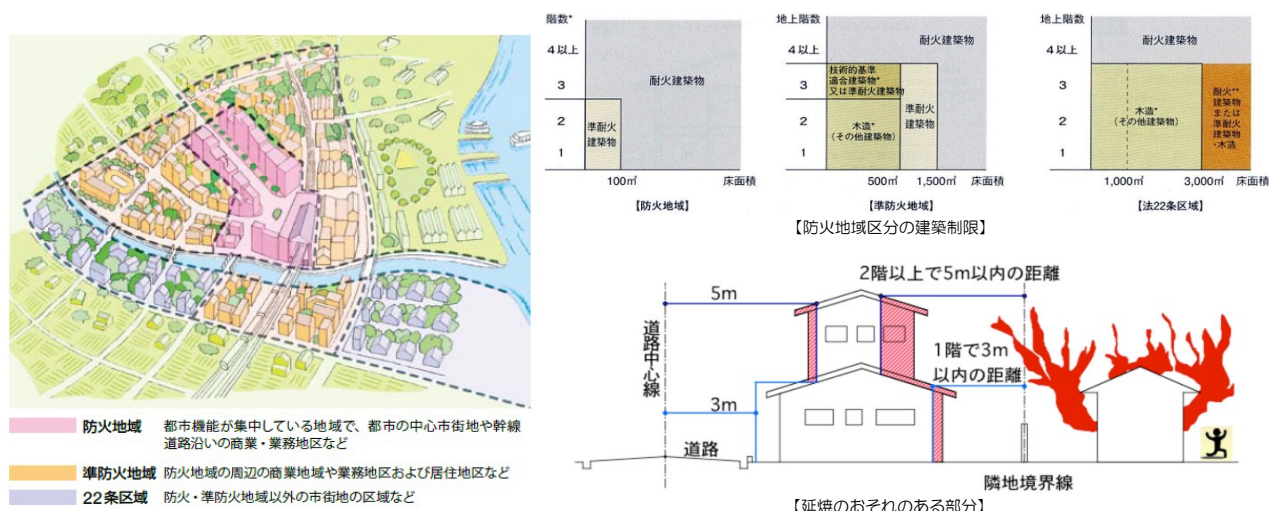 防火地域 都市機能が集中している地域で、都市の中心市街地や幹線
道路沿いの商業・業務地区など
準防火地域 防火地域の周辺の商業地域や業務地区および居住地区など
22条区域 防火・準防火地域以外の市街地の区域など
階数*
4以上
3
2
1
耐火建築物
準耐火
建築物
100㎡
床面積
【防火地域】
地上階数
4以上
3
2
1
耐火建築物
技術的基準
適合建築物*
又は準耐火建築物
木造*
(その他建築物)
準耐火
建築物
500㎡
1,500㎡
床面積
【準防火地域】
地上階数
4以上
3
2
1
耐火建築物
木造*
(その他建築物)
耐火**
建築物
または
準耐火
建築物
・木造
1,000㎡
3,000㎡
床面積
【法22条区域】
【防火地域区分の建築制限】
2階以上で5m以内の距離
5m
道路中心線
1階で3m
以内の距離
3m
道路
隣地境界線
【延焼のおそれのある部分】